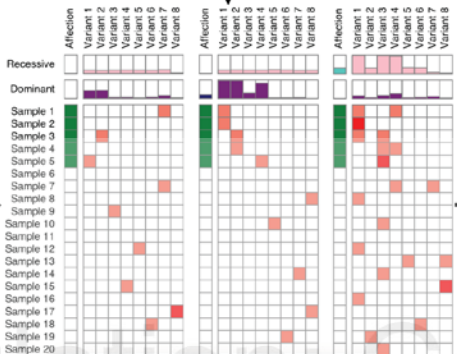 Affection Variant 1 Variant 2 Variant 3 Variant 4 Variant 5 Variant 6 Variant 7 Variant 8
Affection Variant 1 Variant 2 Variant 3 Variant 4 Variant 5 Variant 6 Variant 7 Variant 8
Affection Variant 1 Variant 2 Variant 3 Variant 4 Variant 5 Variant 6 Variant 7 Variant 8
Recessive
Dominant
Sample 1
Sample 2
Sample 3
Sample 4
Sample 5
Sample 6
Sample 7
Sample 8
Sample 9
Sample 10
Sample 11
Sample 12
Sample 13
Sample 14
Sample 15
Sample 16
Sample 17
Sample 18
Sample 19
Sample 20